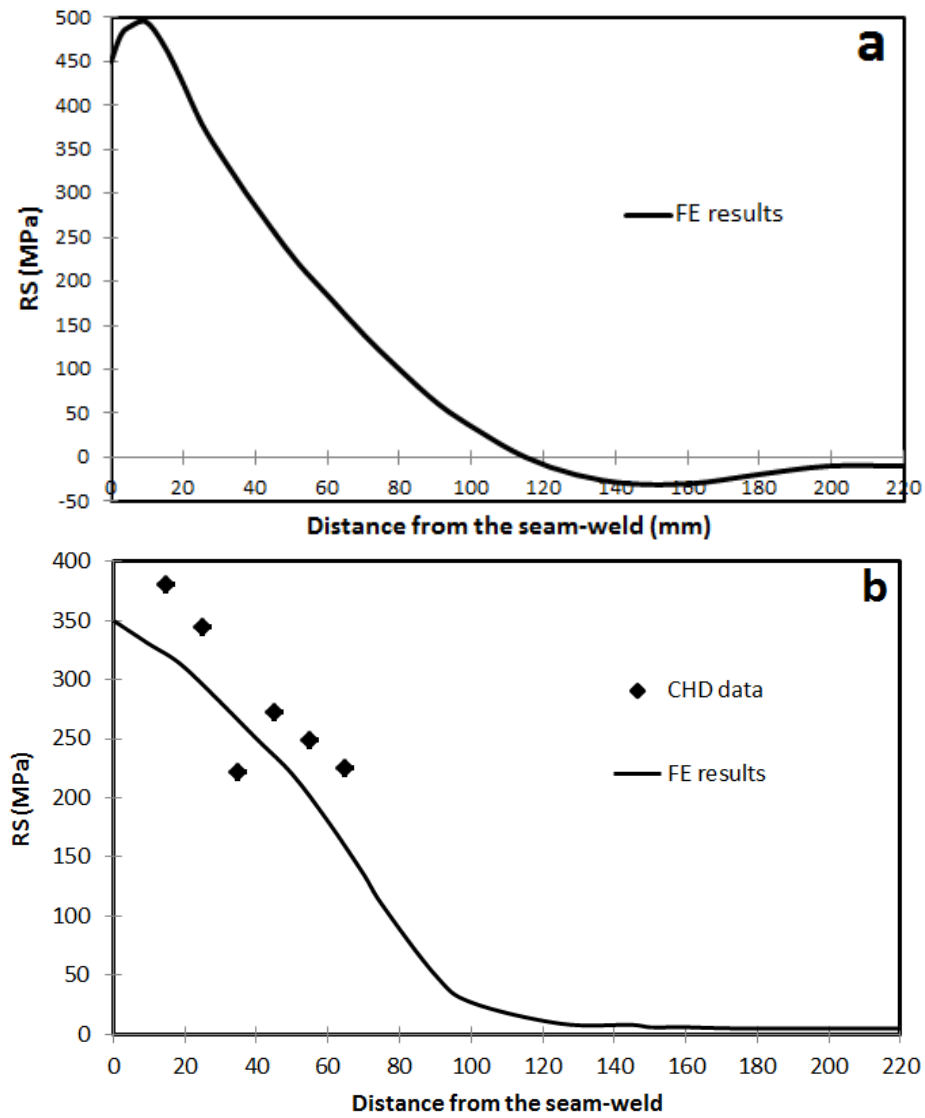 500
a
450
400
350
300
FE results
250
200
150
100
50
0
-50
0 20 40 60 80 100 120 140 160 180 200 220
RS (MPa)
Distance from the seam-weld (mm)
400
b
350
CHD data
300
250
FE results
200
150
100
50
0
0 20 40 60 80 100 120 140 160 180 200 220
RS (MPa)
Distance from the seam-weld